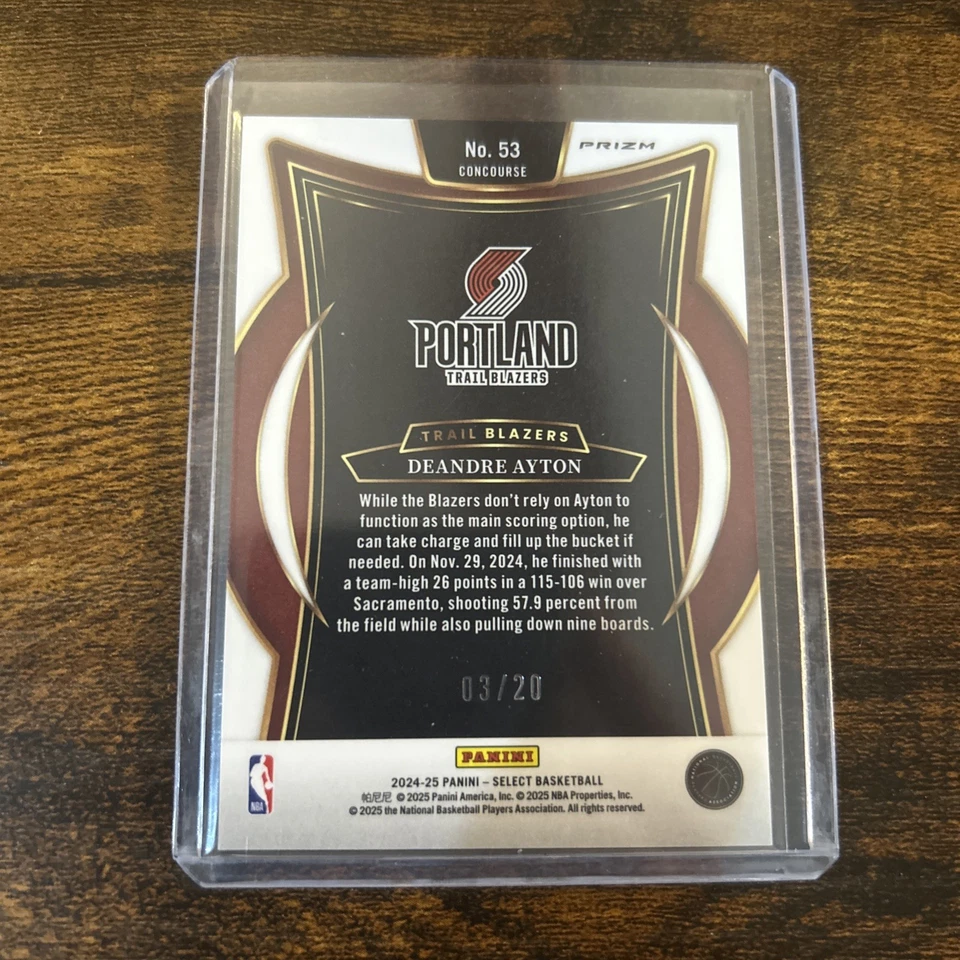 No. 53
CONCOURSE
PRIZM
PORTLAND
TRAIL BLAZERS
TRAIL BLAZERS
DEANDRE AYTON
While the Blazers don't rely on Ayton to
function as the main scoring option, he
can take charge and fill up the bucket if
needed. On Nov. 29, 2024, he finished with
a team-high 26 points in a 115-106 win over
Sacramento, shooting 57.9 percent from
the field while also pulling down nine boards.
03/20
PANINI
NBA
2024-25 PANINI – SELECT BASKETBALL
帕尼尼 © 2025 Panini America, Inc. © 2025 NBA Properties, Inc.
© 2025 the National Basketball Players Association. All rights reserved.